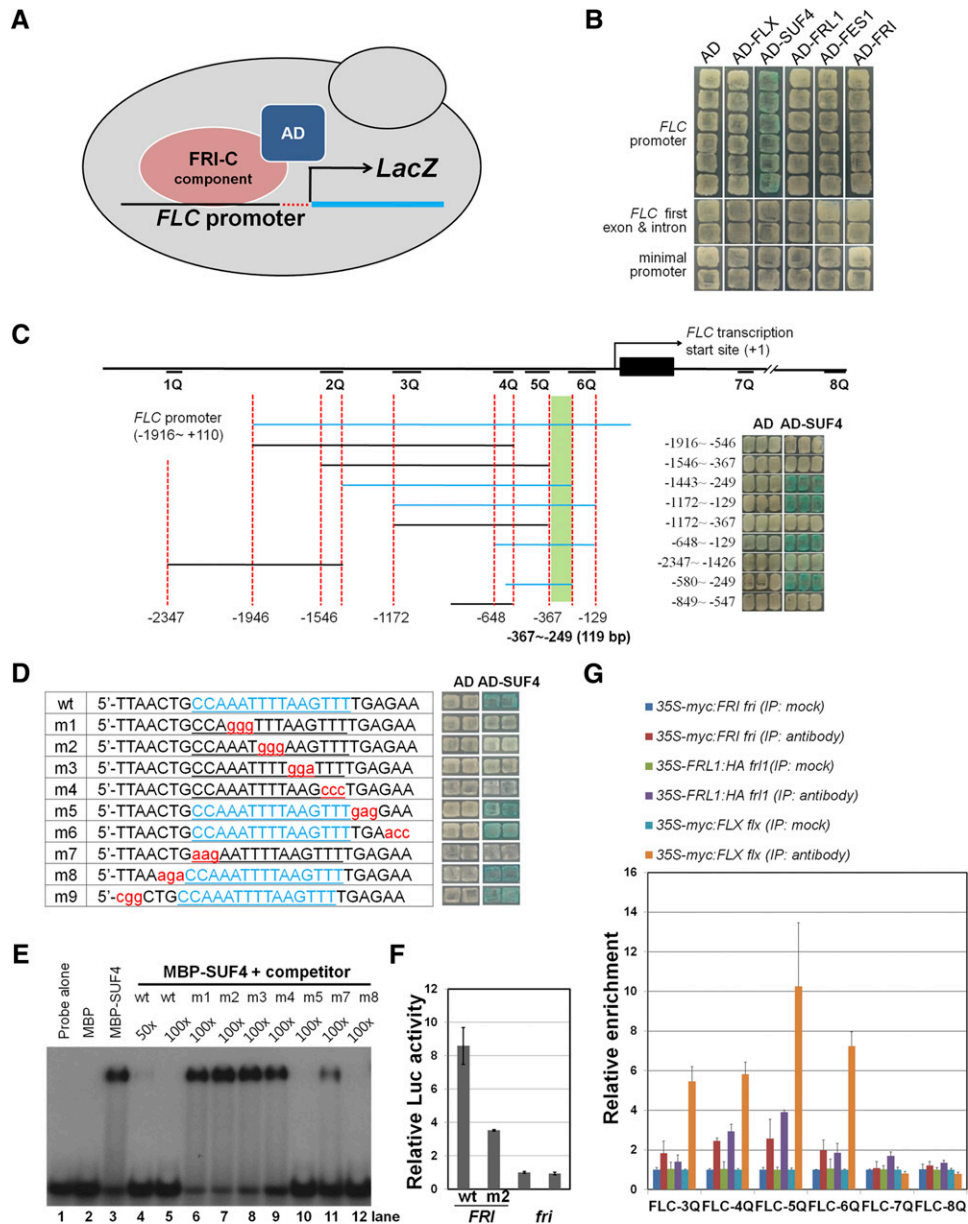 A
AD
FRI-C
component
LacZ
FLC promoter
B
AD
AD-FLX
AD-SUF4
AD-FRL1
AD-FES1
AD-FRI
FLC
promoter
FLC first
exon & intron
minimal
promoter
C
FLC transcription
start site (+1)
1Q 2Q 3Q 4Q 5Q 6Q 7Q 8Q
FLC promoter
(-1916~ +110)
AD AD-SUF4
-1916~ -546
-1546~ -367
-1443~ -249
-1172~ -129
-1172~ -367
-648~ -129
-2347~ -1426
-580~ -249
-849~ -547
-2347 -1946 -1546 -1172 -648 -367 -129
-367~-249 (119 bp)
D
AD AD-SUF4
wt 5'-TTAACTGCCAAATTTTAAGTTTTGAGAA
m1 5'-TTAACTGCCAgggTTTAAGTTTTGAGAA
m2 5'-TTAACTGCCAAATgggAAGTTTTGAGAA
m3 5'-TTAACTGCCAAATTTTggaTTTTGAGAA
m4 5'-TTAACTGCCAAATTTTAAGcccTGAGAA
m5 5'-TTAACTGCCAAATTTTAAGTTTgagGAA
m6 5'-TTAACTGCCAAATTTTAAGTTTTGAacc
m7 5'-TTAACTGaagAATTTTAAGTTTTGAGAA
m8 5'-TTAAagaCCAAATTTTAAGTTTTGAGAA
m9 5'-cggCTGCCAAATTTTAAGTTTTGAGAA
E
MBP-SUF4 + competitor
Probe alone
MBP
MBP-SUF4
wt wt m1 m2 m3 m4 m5 m7 m8
50x 100x 100x 100x 100x 100x 100x 100x 100x
1 2 3 4 5 6 7 8 9 10 11 12 lane
F
Relative Luc activity
12
10
8
6
4
2
0
wt m2
FRI fri
G
35S-myc:FRI fri (IP: mock)
35S-myc:FRI fri (IP: antibody)
35S-FRL1:HA frl1(IP: mock)
35S-FRL1:HA frl1 (IP: antibody)
35S-myc:FLX flx (IP: mock)
35S-myc:FLX flx (IP: antibody)
Relative enrichment
16
14
12
10
8
6
4
2
0
FLC-3Q FLC-4Q FLC-5Q FLC-6Q FLC-7Q FLC-8Q